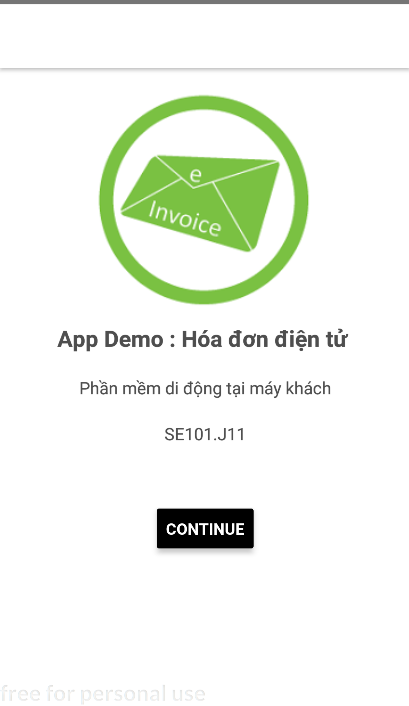 e
Invoice
App Demo : Hóa đơn điện tử
Phần mềm di động tại máy khách
SE101.J11
CONTINUE
free for personal use